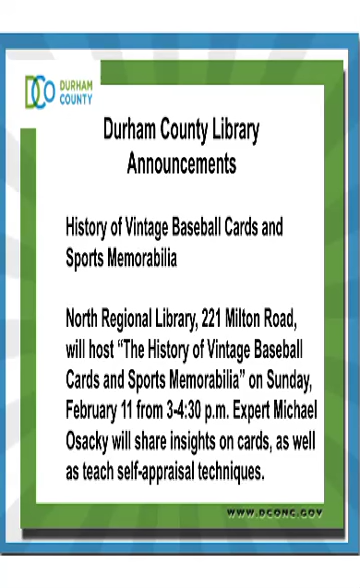 DCO DURHAM
COUNTY
Durham County Library
Announcements
History of Vintage Baseball Cards and
Sports Memorabilia
North Regional Library, 221 Milton Road,
will host “The History of Vintage Baseball
Cards and Sports Memorabilia” on Sunday,
February 11 from 3-4:30 p.m. Expert Michael
Osacky will share insights on cards, as well
as teach self-appraisal techniques.
WWW.DCONC.GOV